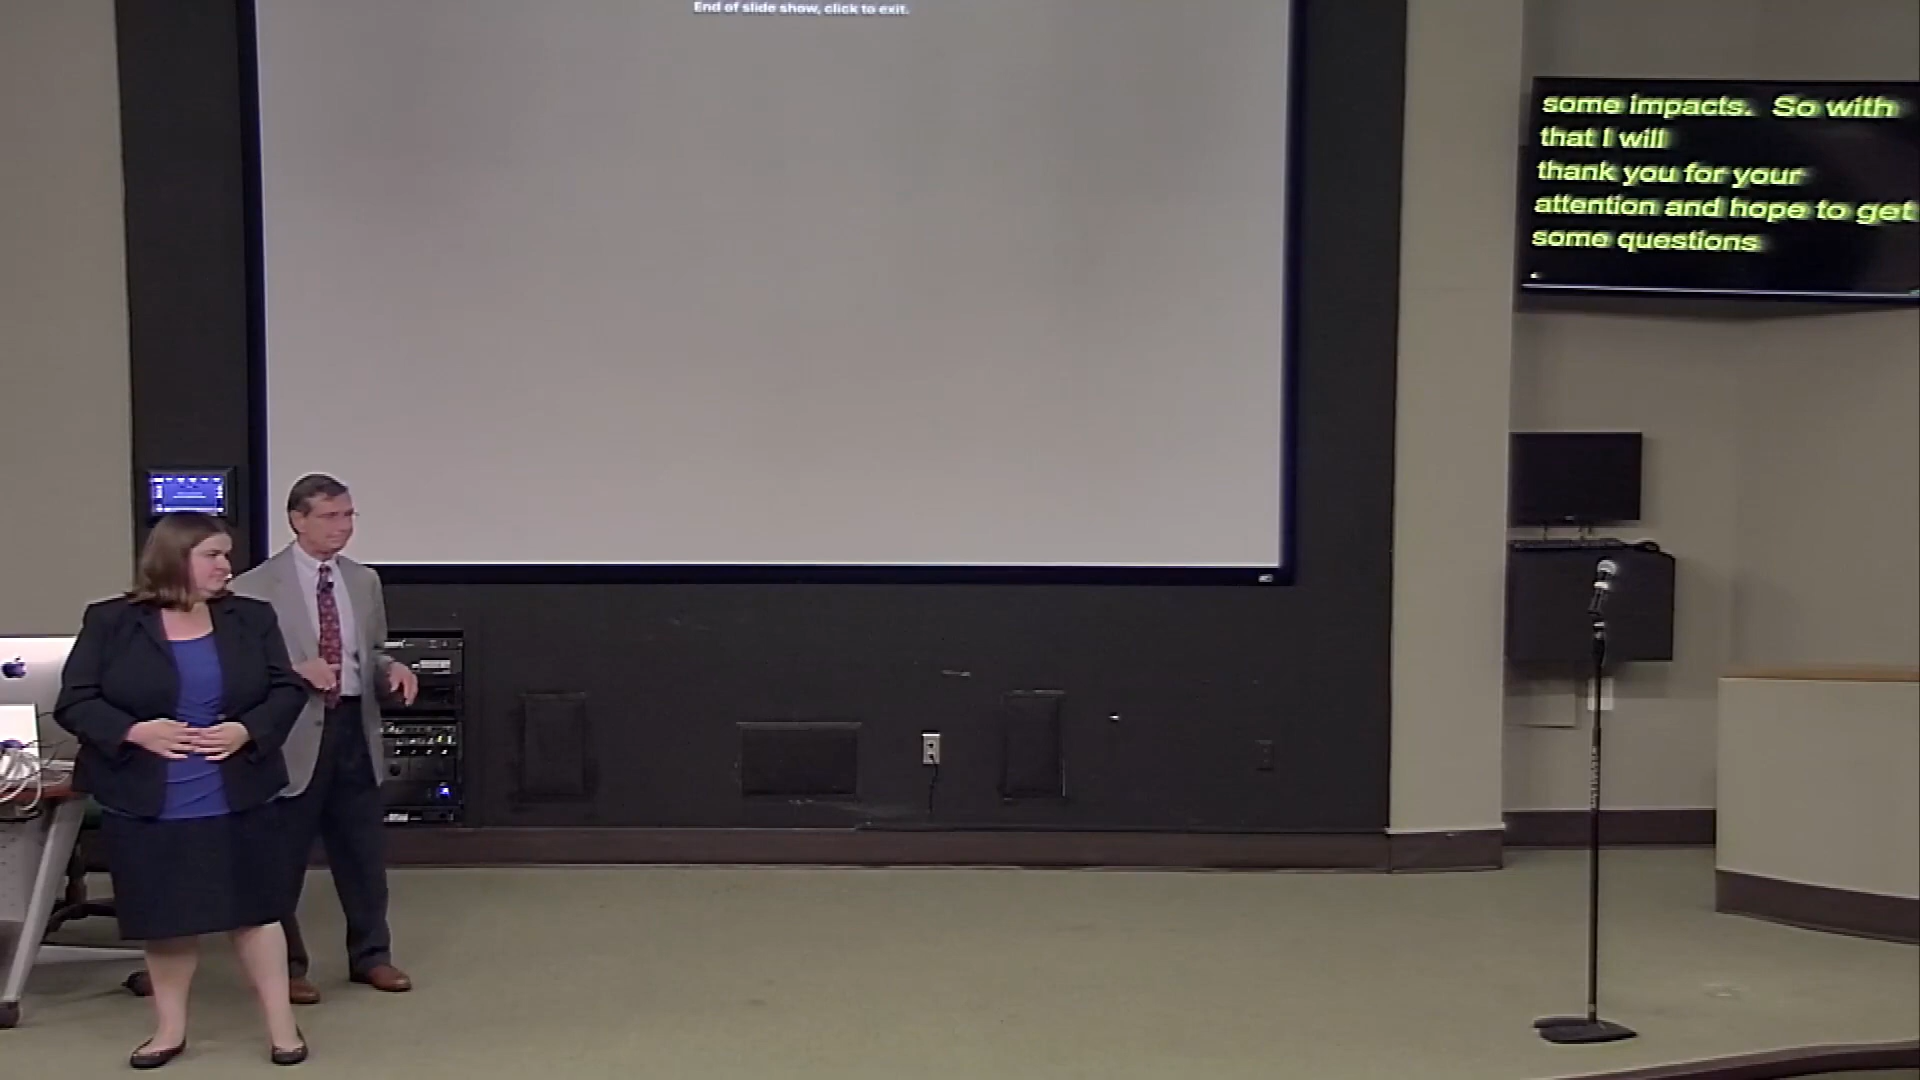 End of slide show, click to exit.
some impacts. So with
that I will
thank you for your
attention and hope to get
some questions